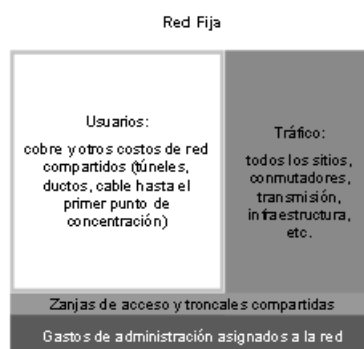 Red Fija
Usuarios:
cobre y otros costos de red
compartidos (túneles,
ductos, cable hasta el
primer punto de
concentración)
Tráfico:
todos los sitios,
conmutadores,
transmisión,
infraestructura,
etc.
Zanjas de acceso y troncales compartidas
Gastos de administración asignados a la red